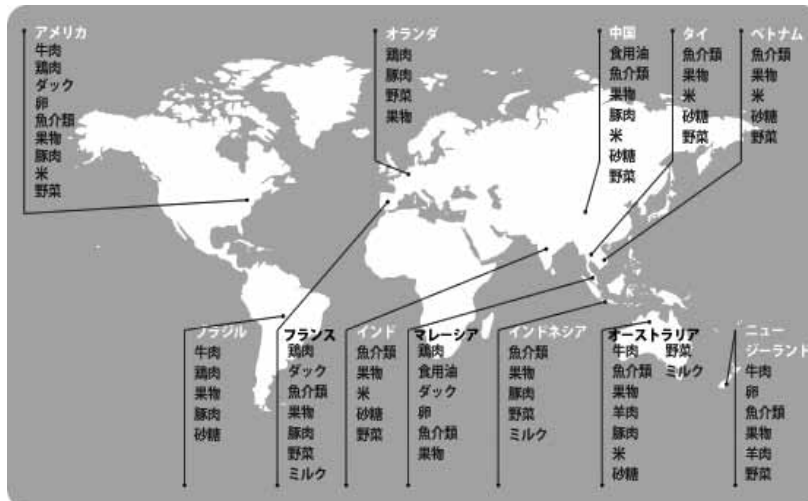 アメリカ
牛肉
鶏肉
ダック
卵
魚介類
果物
豚肉
米
野菜
オランダ
鶏肉
豚肉
野菜
果物
中国
食用油
魚介類
果物
豚肉
米
砂糖
野菜
タイ
魚介類
果物
米
砂糖
野菜
ベトナム
魚介類
果物
米
砂糖
野菜
ブラジル
牛肉
鶏肉
果物
豚肉
砂糖
フランス
鶏肉
ダック
魚介類
果物
豚肉
野菜
ミルク
インド
魚介類
果物
米
砂糖
野菜
マレーシア
鶏肉
食用油
ダック
卵
魚介類
果物
インドネシア
魚介類
果物
豚肉
野菜
ミルク
オーストラリア
牛肉 野菜
魚介類 ミルク
果物
羊肉
豚肉
米
砂糖
ニュー
ジーランド
牛肉
卵
魚介類
果物
羊肉
野菜